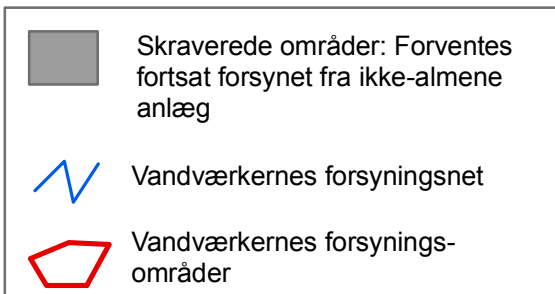 Skraverede områder: Forventes
fortsat forsynet fra ikke-almene
anlæg
Vandværkernes forsyningsnet
Vandværkernes forsynings-
områder